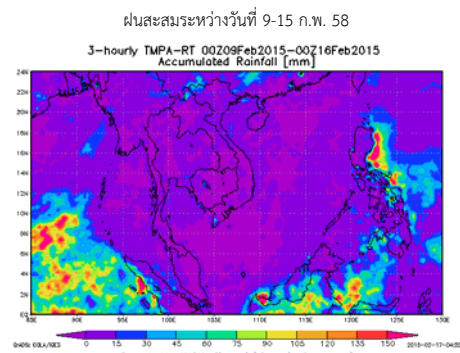 ฝนสะสมระหว่างวันที่ 9-15 ก.พ. 58
3-hourly TMPA-RT 00Z09Feb2015-00Z16Feb2015
Accumulated Rainfall [mm]
24N
22N
20N
18N
16N
14N
12N
10N
8N
6N
4N
2N
EQ
85E 90E 95E 100E 105E 110E 115E 120E 125E 130E
0 15 30 45 60 75 90 105 120 135 150
GrADS: COLA/IGES